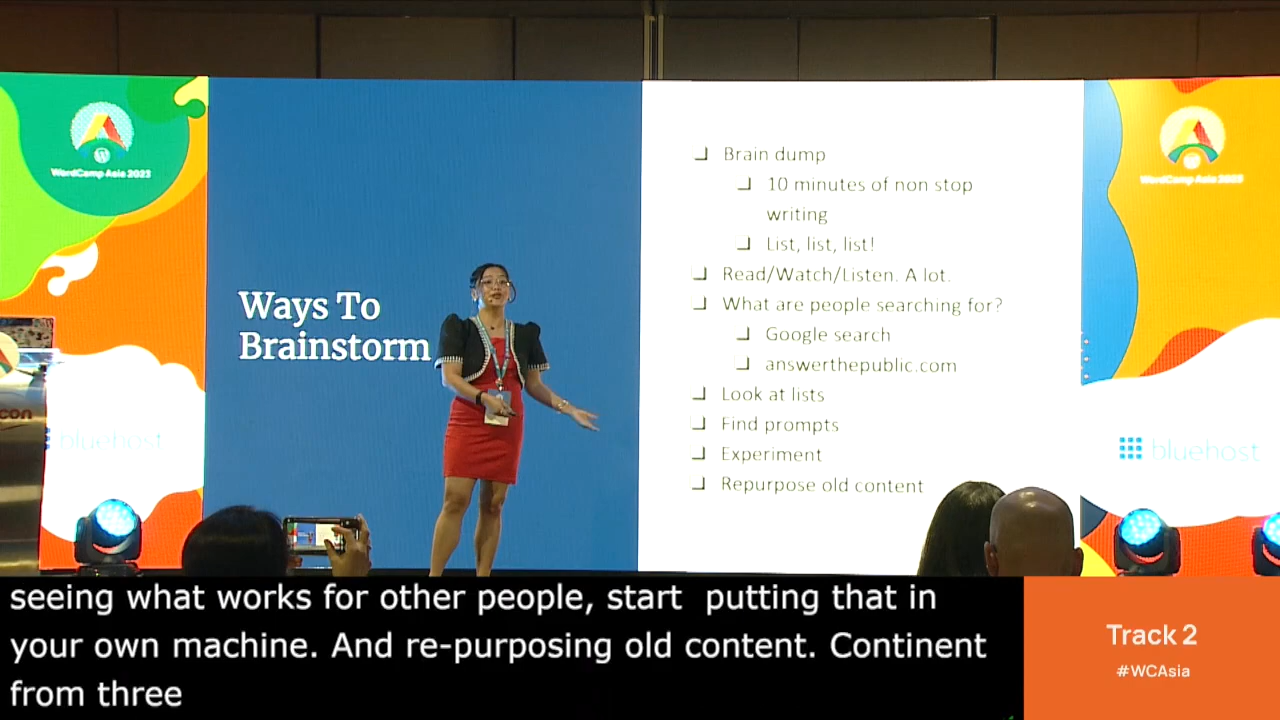 WordCamp Asia 2023
WordCamp Asia 2023
Ways To
Brainstorm
Brain dump
10 minutes of non stop
writing
List, list, list!
Read/Watch/Listen. A lot.
What are people searching for?
Google search
answerthepublic.com
Look at lists
Find prompts
Experiment
Repurpose old content
con
bluehost
bluehost
seeing what works for other people, start putting that in
your own machine. And re-purposing old content. Continent
from three
Track 2
#WCAsia